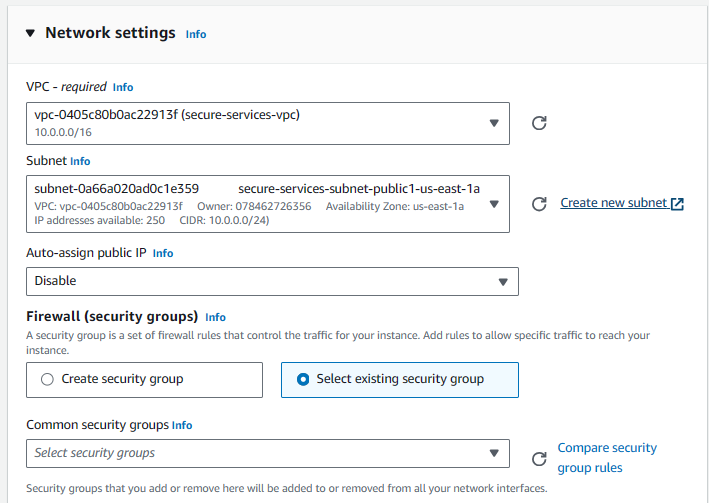 Network settings Info
VPC - required Info
vpc-0405c80b0ac22913f (secure-services-vpc)
10.0.0.0/16
Subnet Info
subnet-0a66a020ad0c1e359 secure-services-subnet-public1-us-east-1a
VPC: vpc-0405c80b0ac22913f Owner: 078462726356 Availability Zone: us-east-1a
IP addresses available: 250 CIDR: 10.0.0.0/24)
Create new subnet
Auto-assign public IP Info
Disable
Firewall (security groups) Info
A security group is a set of firewall rules that control the traffic for your instance. Add rules to allow specific traffic to reach your
instance.
Create security group
Select existing security group
Common security groups Info
Select security groups
Compare security
group rules
Security groups that you add or remove here will be added to or removed from all your network interfaces.